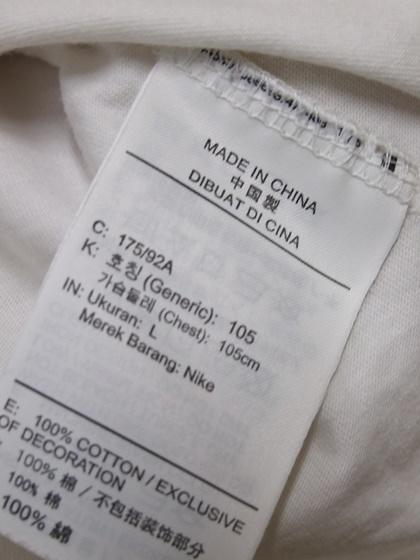 MADE IN CHINA
中国製
DIBUAT DI CINA
C: 175/92A
K: 호칭 (Generic): 105
가슴둘레 (Chest): 105cm
IN: Ukuran: L
Merek Barang: Nike
E: 100% COTTON / EXCLUSIVE
OF DECORATION
100% 棉 / 不包括装饰部分
100% 棉
100% 綿